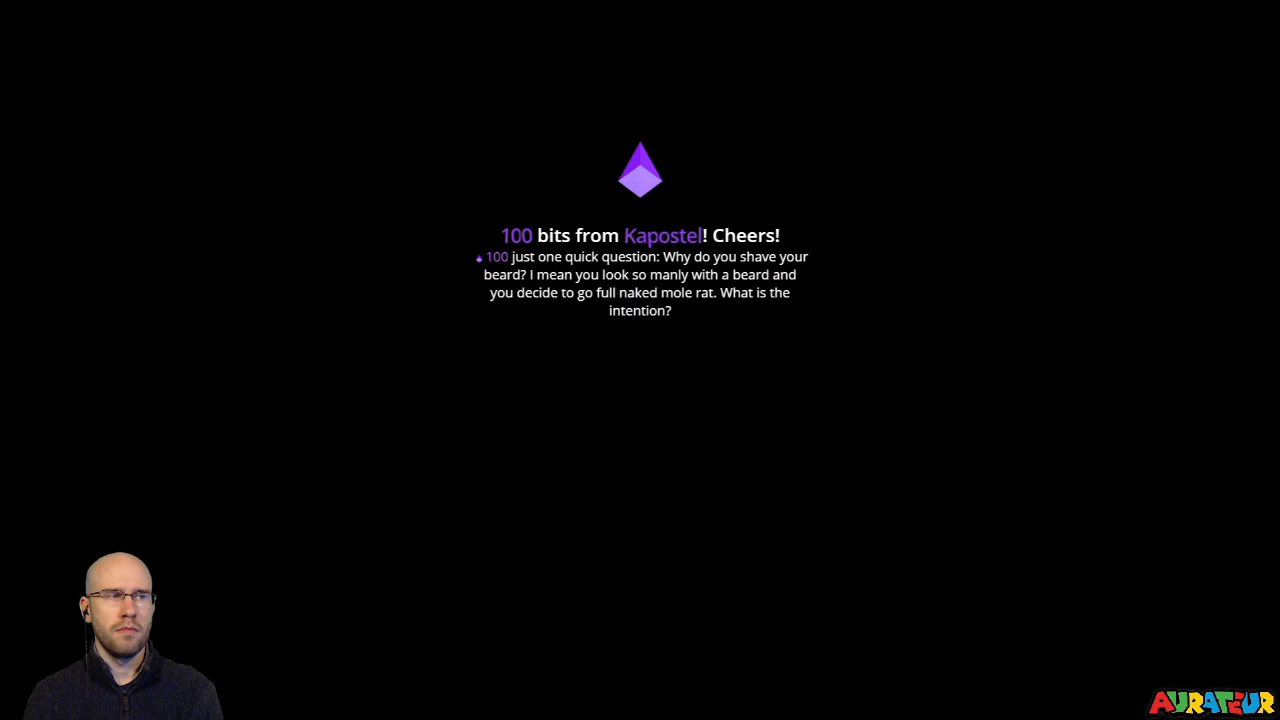 100 bits from Kapostel! Cheers!
100 just one quick question: Why do you shave your
beard? I mean you look so manly with a beard and
you decide to go full naked mole rat. What is the
intention?
AURATEUR